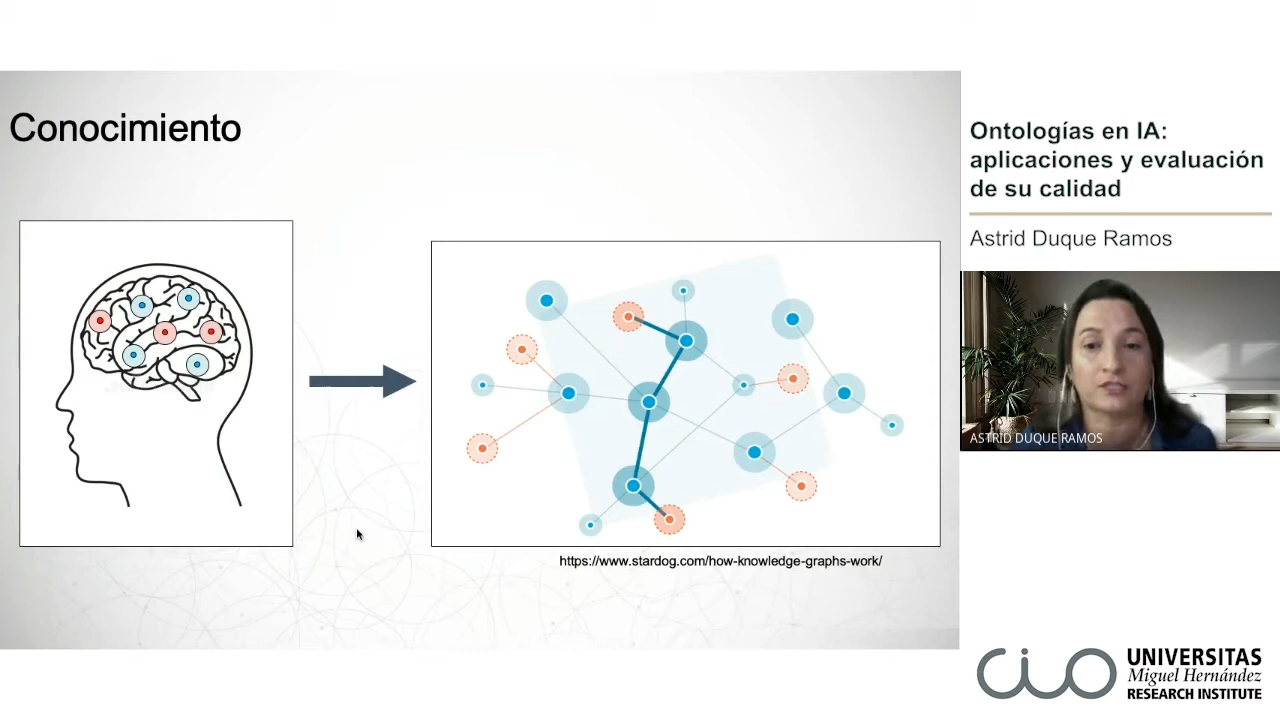 Conocimiento
https://www.stardog.com/how-knowledge-graphs-work/
Ontologías en IA:
aplicaciones y evaluación
de su calidad
Astrid Duque Ramos
ASTRID DUQUE RAMOS
cio
UNIVERSITAS
Miguel Hernández
RESEARCH INSTITUTE